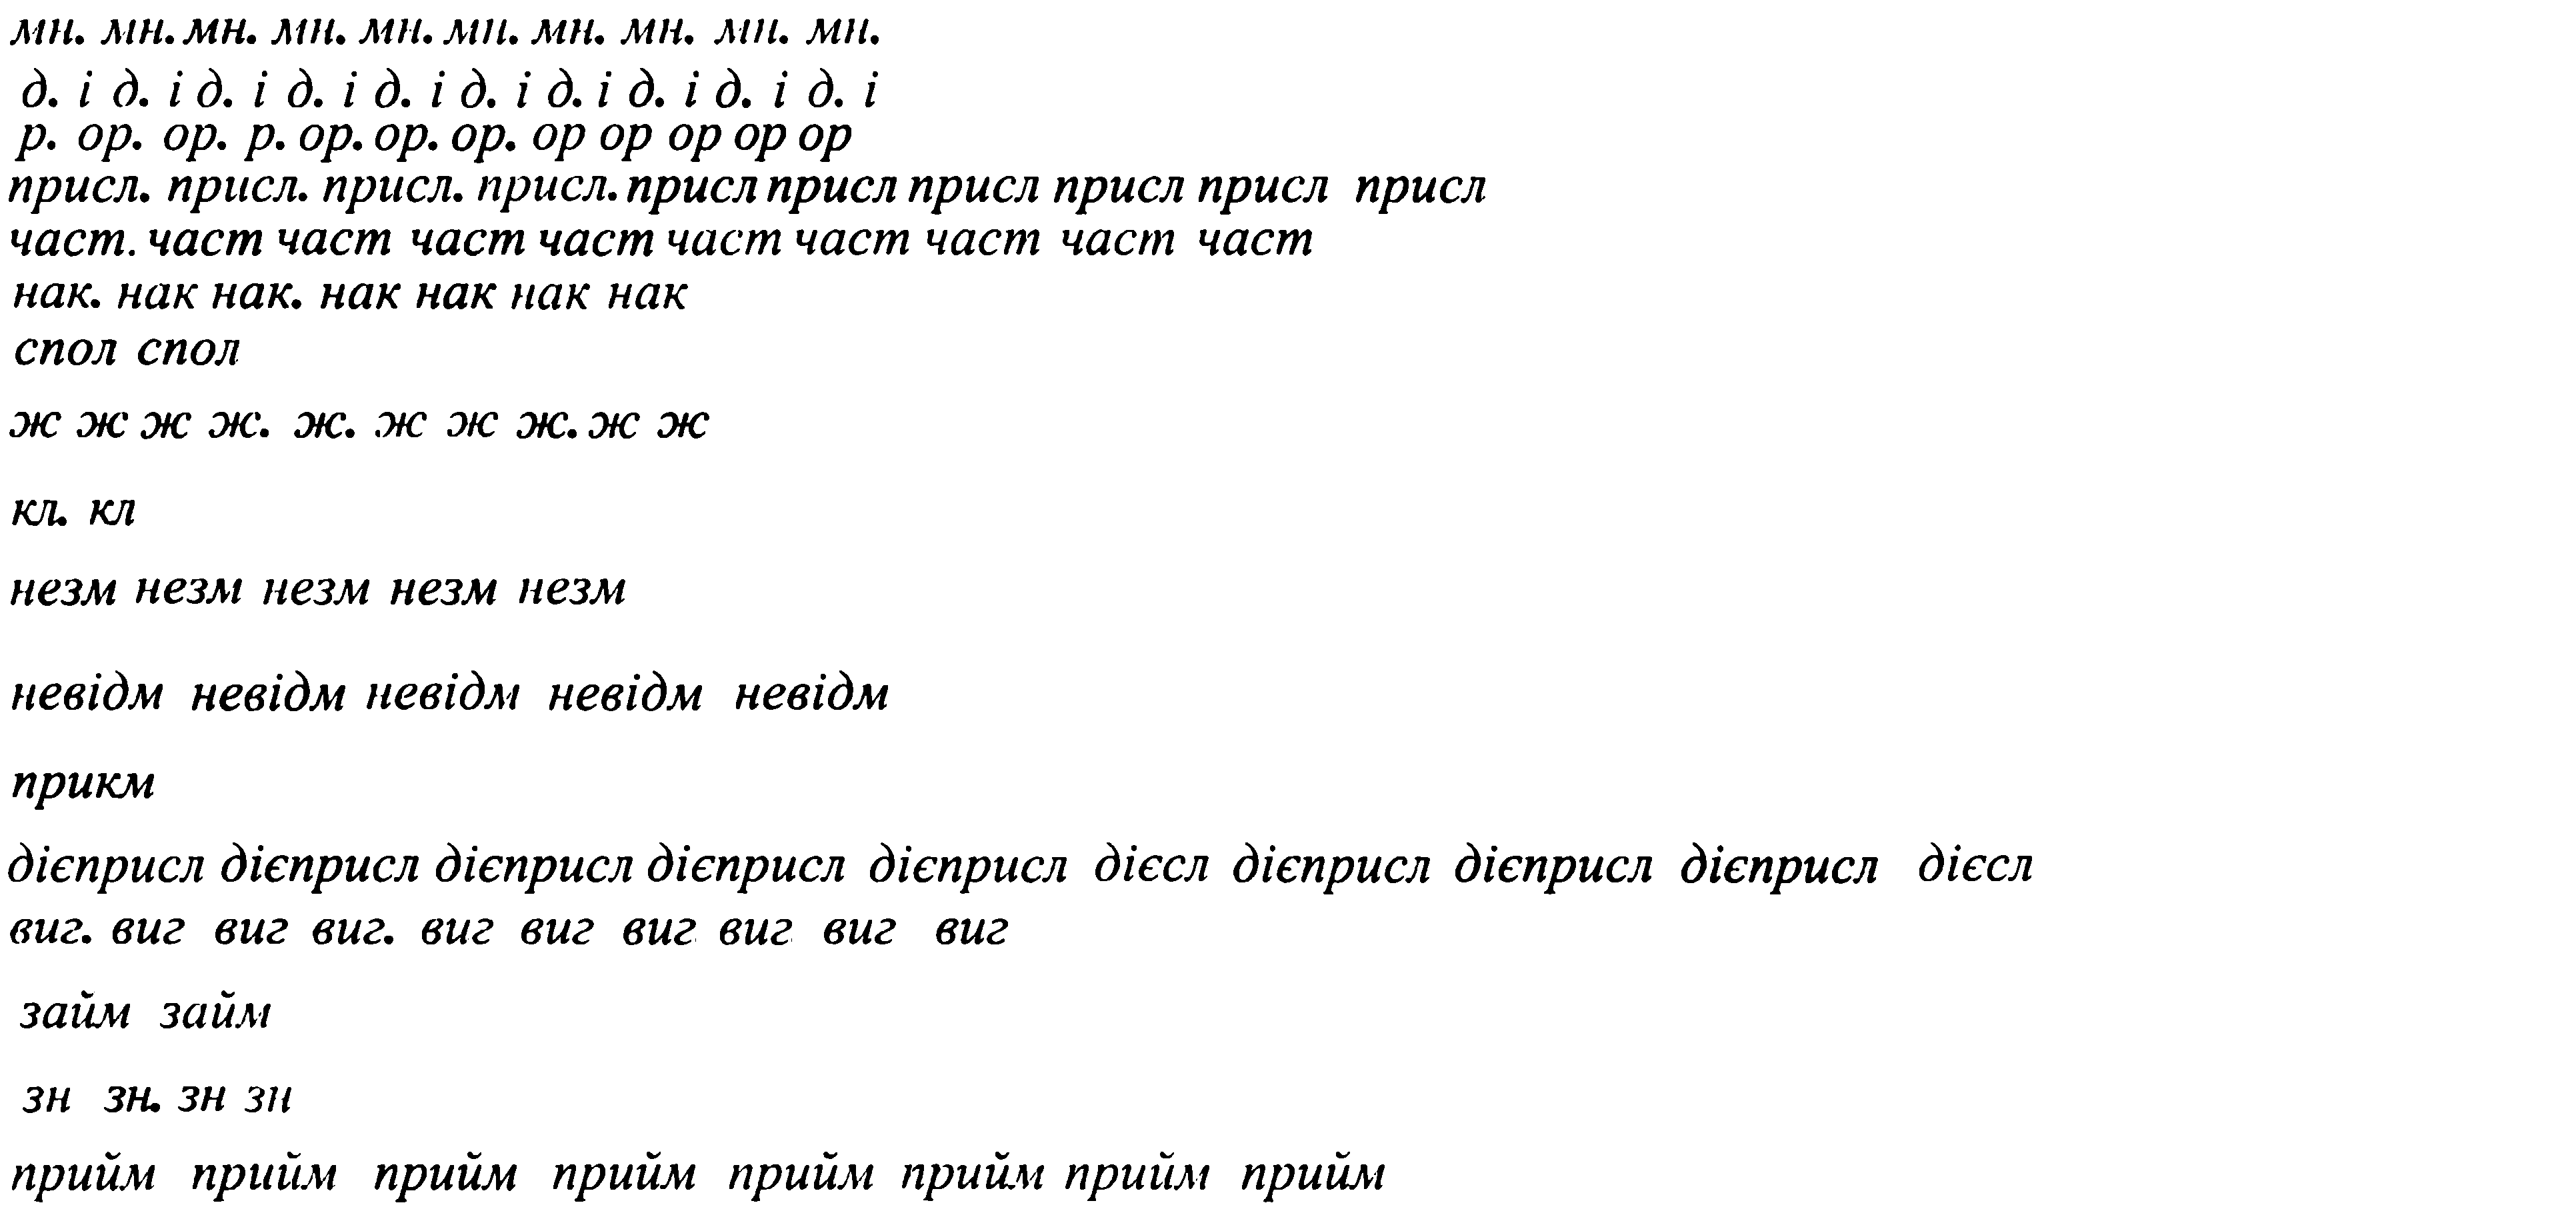 мн. мн. мн. мн. мн. мн. мн. мн. мн. мн.
д. і д. і д. і д. і д. і д. і д. і д. і д. і д. і
р. ор. ор. р. ор. ор. ор. ор ор ор ор ор
присл. присл. присл. присл. присл присл присл присл присл присл
част. част част част част част част част част част
нак. нак нак. нак нак нак нак
спол спол
ж ж ж ж. ж. ж ж ж. ж ж
кл. кл
незм незм незм незм незм
невідм невідм невідм невідм невідм
прикм
дієприсл дієприсл дієприсл дієприсл дієприсл дієсл дієприсл дієприсл дієприсл дієсл
виг. виг виг виг. виг виг виг виг виг виг
займ займ
зн зн. зн зн
прийм прийм прийм прийм прийм прийм прийм прийм